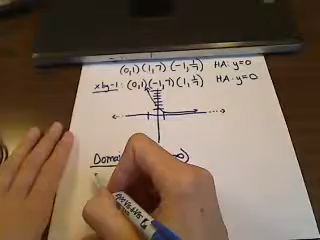 (0,1) (1,7) (-1, 1/7) HA: y=0
x by -1: (0,1) (-1,7) (1, 1/7) HA: y=0